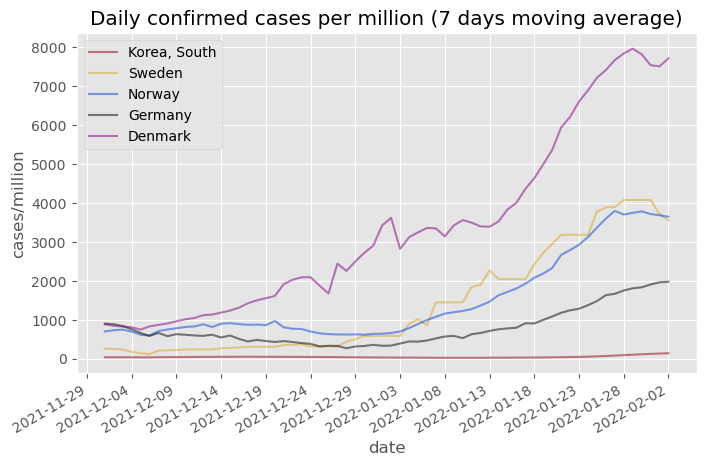 Daily confirmed cases per million (7 days moving average)
Korea, South
Sweden
Norway
Germany
Denmark
8000
7000
6000
5000
4000
3000
2000
1000
0
cases/million
2021-11-29
2021-12-04
2021-12-09
2021-12-14
2021-12-19
2021-12-24
2021-12-29
2022-01-03
2022-01-08
2022-01-13
2022-01-18
2022-01-23
2022-01-28
2022-02-02
date